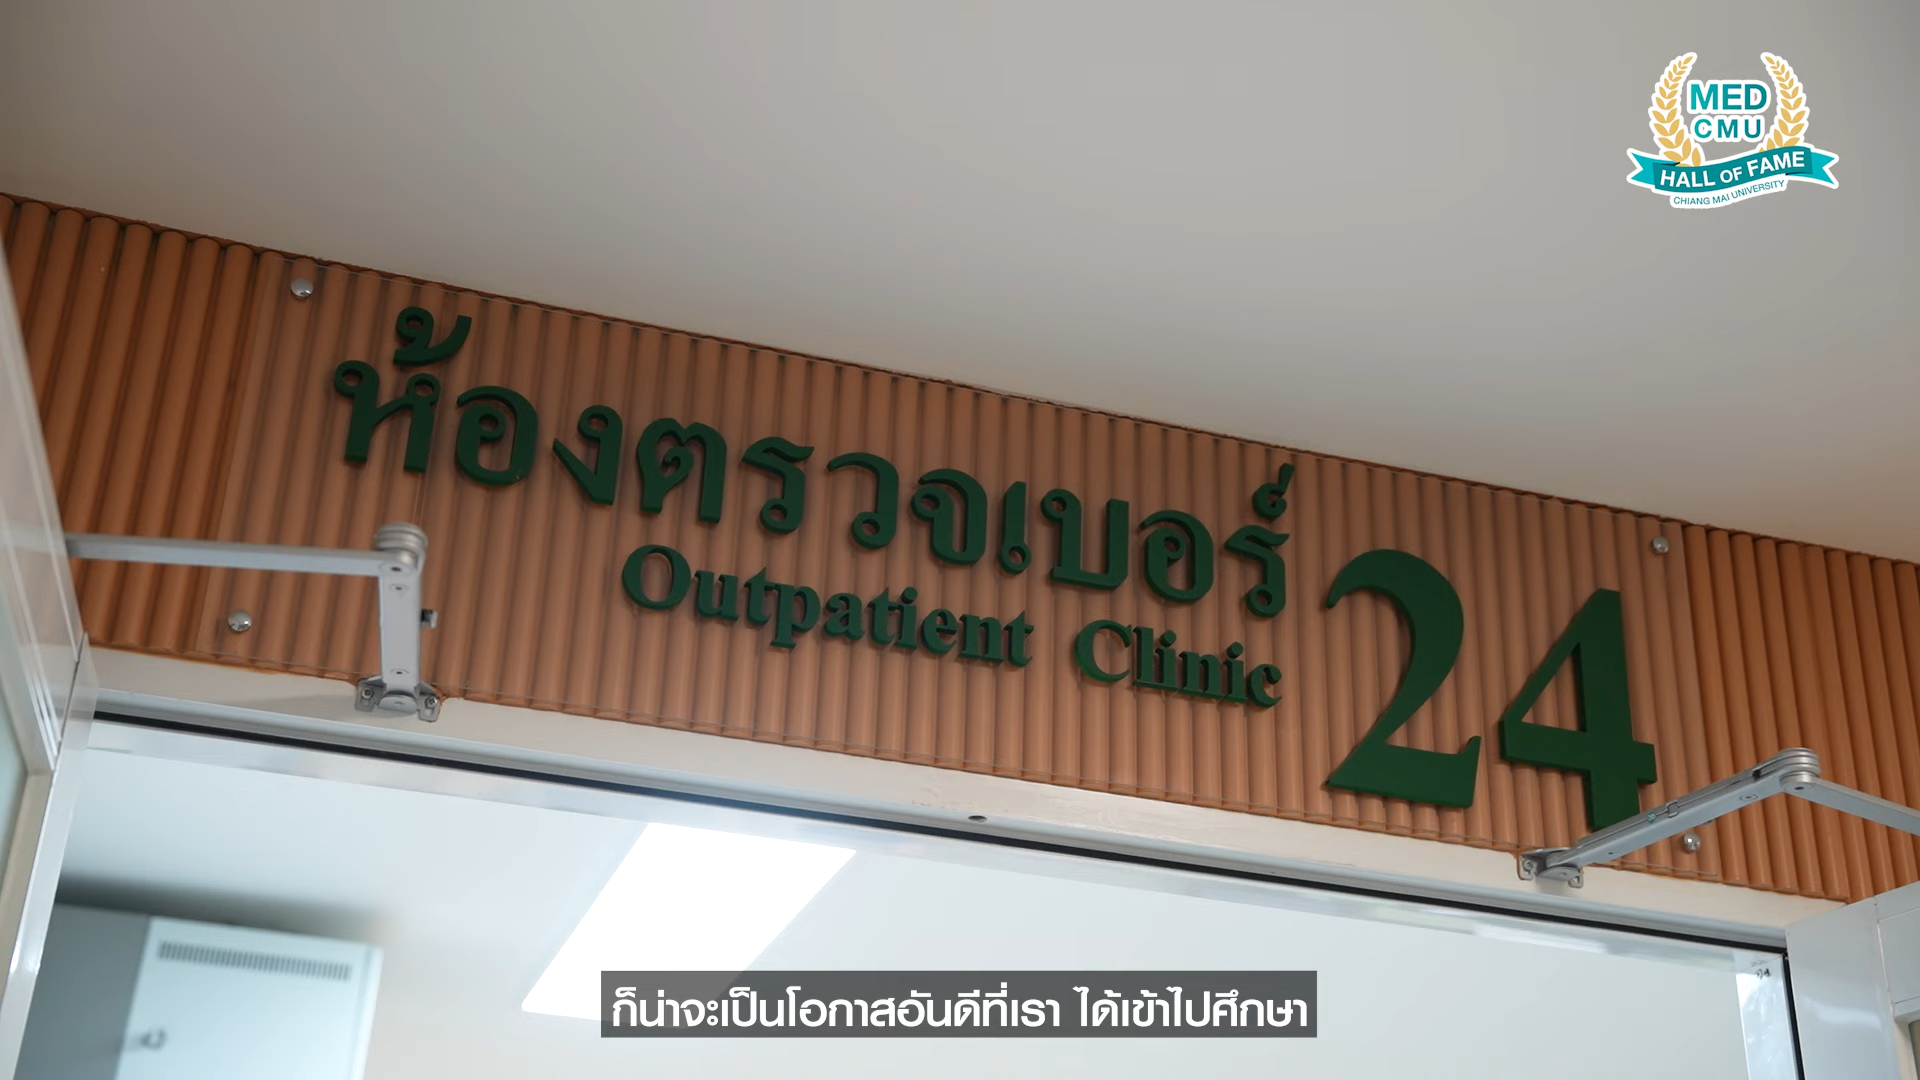 MED
CMU
HALL OF FAME
CHIANG MAI UNIVERSITY
ห้องตรวจเบอร์ 24
Outpatient Clinic
ก็น่าจะเป็นโอกาสอันดีที่เรา ได้เข้าไปศึกษา